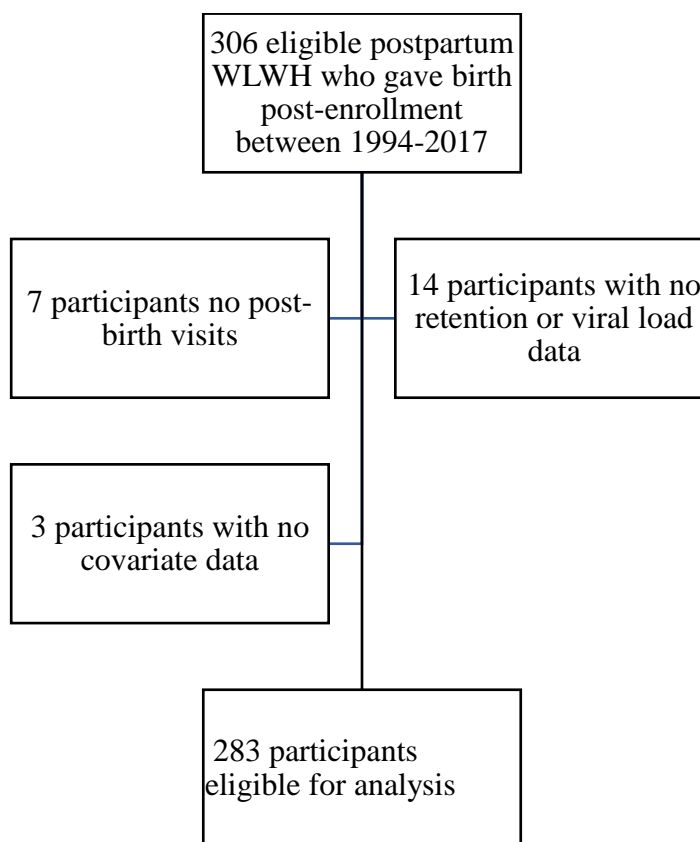 306 eligible postpartum
WLWH who gave birth
post-enrollment
between 1994-2017
7 participants no post-
birth visits
14 participants with no
retention or viral load
data
3 participants with no
covariate data
283 participants
eligible for analysis